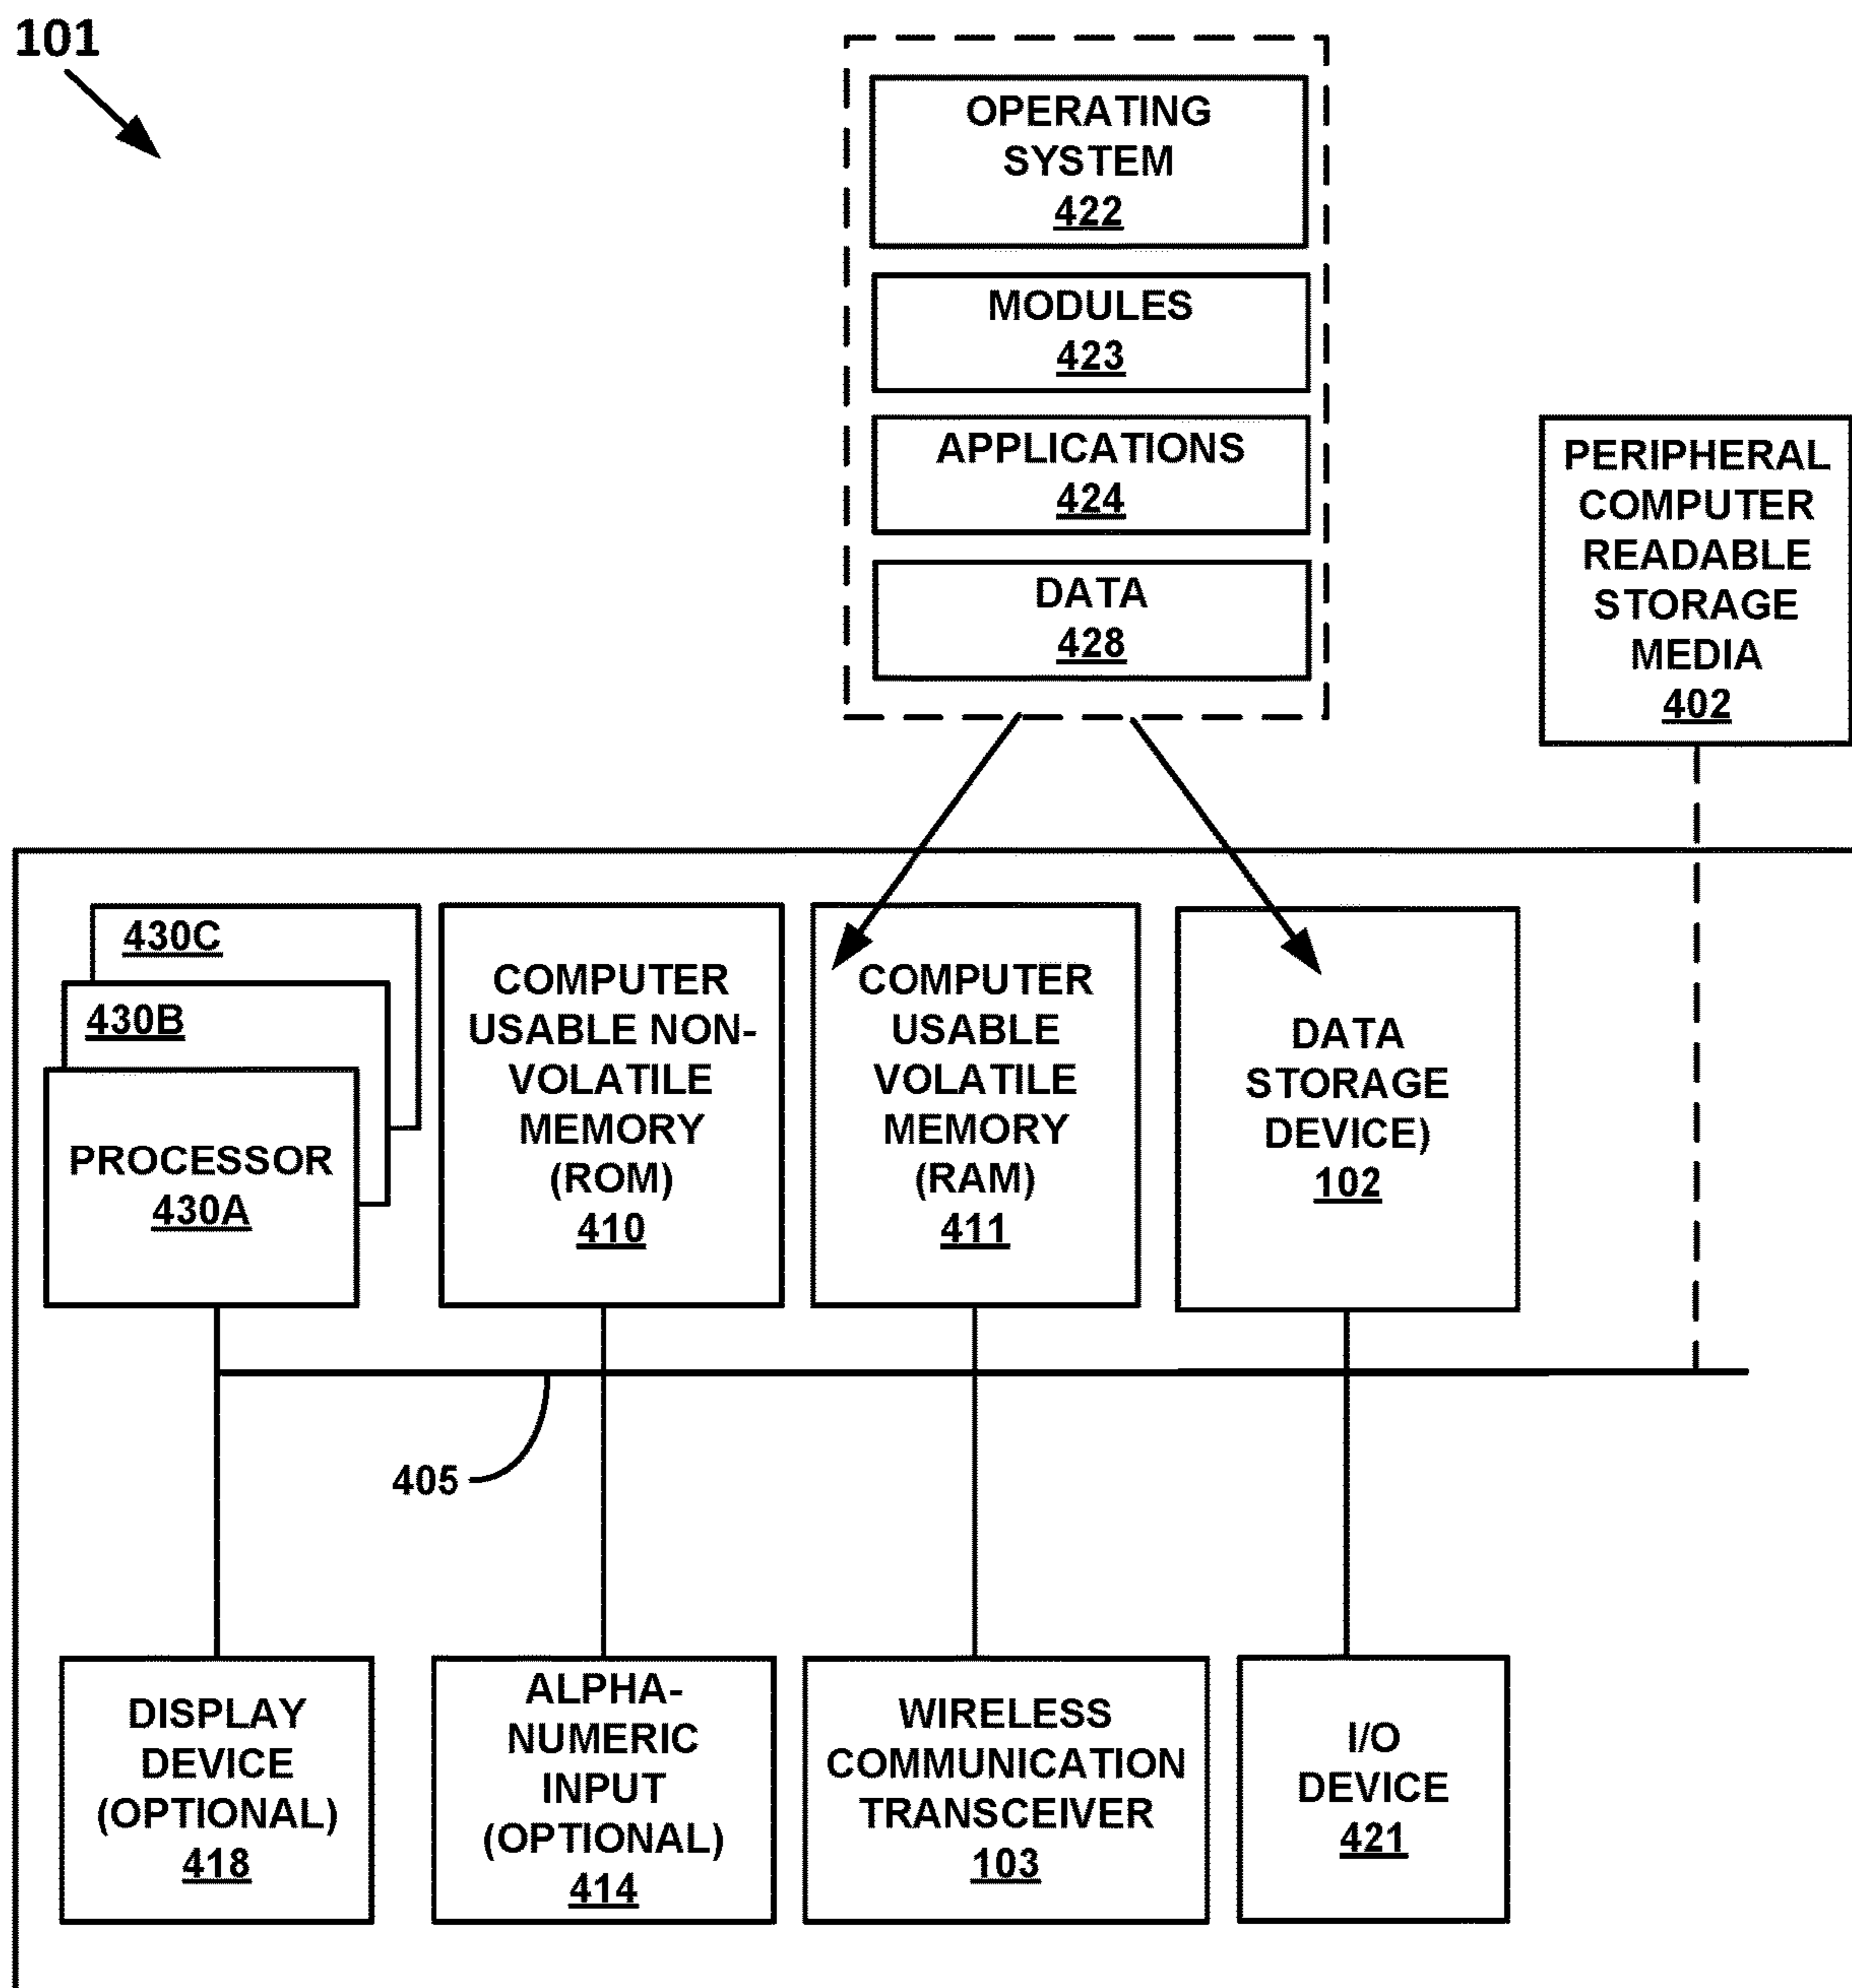 101
OPERATING
SYSTEM
422
MODULES
423
APPLICATIONS
424
DATA
428
PERIPHERAL
COMPUTER
READABLE
STORAGE
MEDIA
402
430C
430B
PROCESSOR
430A
COMPUTER
USABLE NON-
VOLATILE
MEMORY
(ROM)
410
COMPUTER
USABLE
VOLATILE
MEMORY
(RAM)
411
DATA
STORAGE
DEVICE)
102
405
DISPLAY
DEVICE
(OPTIONAL)
418
ALPHA-
NUMERIC
INPUT
(OPTIONAL)
414
WIRELESS
COMMUNICATION
TRANSCEIVER
103
I/O
DEVICE
421